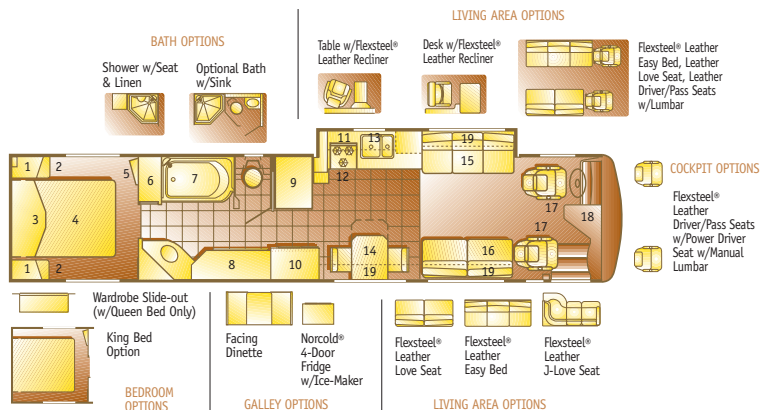 LIVING AREA OPTIONS
BATH OPTIONS
Shower w/Seat
& Linen
Optional Bath
w/Sink
Table w/Flexsteel®
Leather Recliner
Desk w/Flexsteel®
Leather Recliner
Flexsteel® Leather
Easy Bed, Leather
Love Seat, Leather
Driver/Pass Seats
w/Lumbar
1
2
3
4
5
6
7
9
11
13
12
19
15
17
18
17
1
2
8
10
14
19
16
19
COCKPIT OPTIONS
Flexsteel®
Leather
Driver/Pass Seats
w/Power Driver
Seat w/Manual
Lumbar
Wardrobe Slide-out
(w/Queen Bed Only)
King Bed
Option
BEDROOM
OPTIONS
Facing
Dinette
Norcold®
4-Door
Fridge
w/Ice-Maker
GALLEY OPTIONS
Flexsteel®
Leather
Love Seat
Flexsteel®
Leather
Easy Bed
Flexsteel®
Leather
J-Love Seat
LIVING AREA OPTIONS